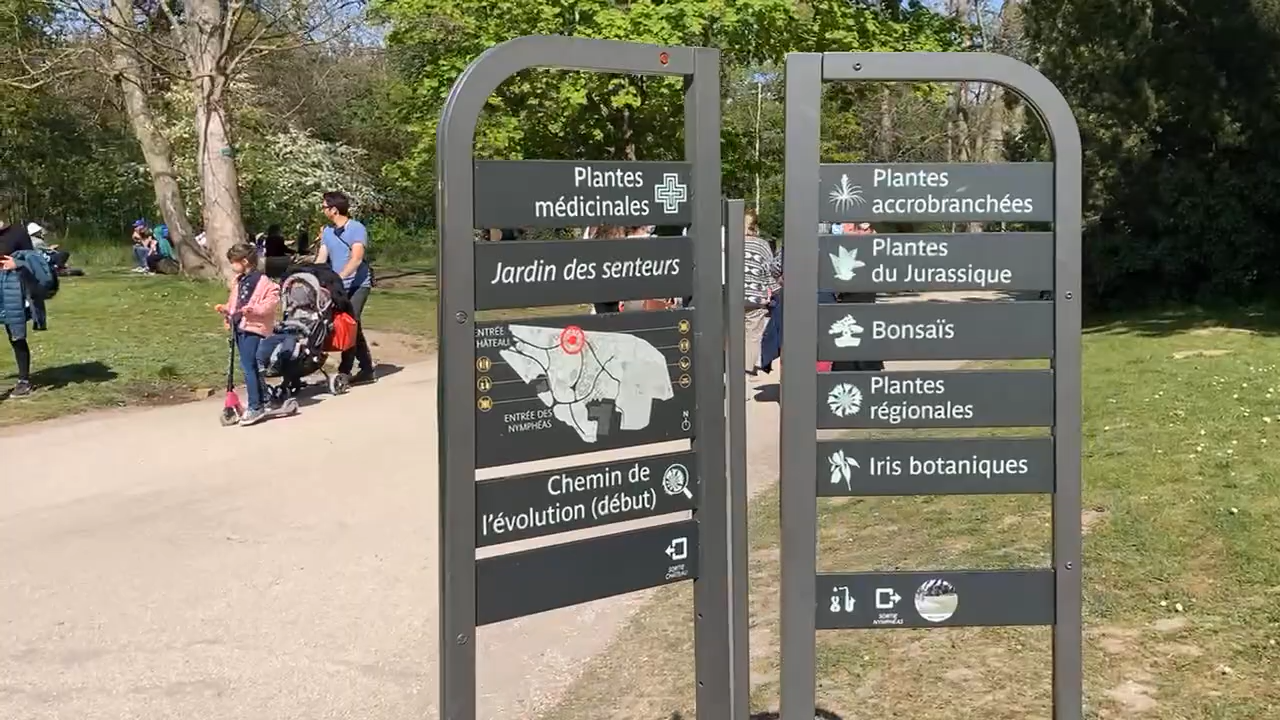 Plantes
médicinales
Jardin des senteurs
ENTRÉE
CHÂTEAU
ENTRÉE DES
NYMPHÉAS
N
Chemin de
l'évolution (début)
SORTIE
CHÂTEAU
Plantes
accrobranchées
Plantes
du Jurassique
Bonsaïs
Plantes
régionales
Iris botaniques
SORTIE
NYMPHÉAS